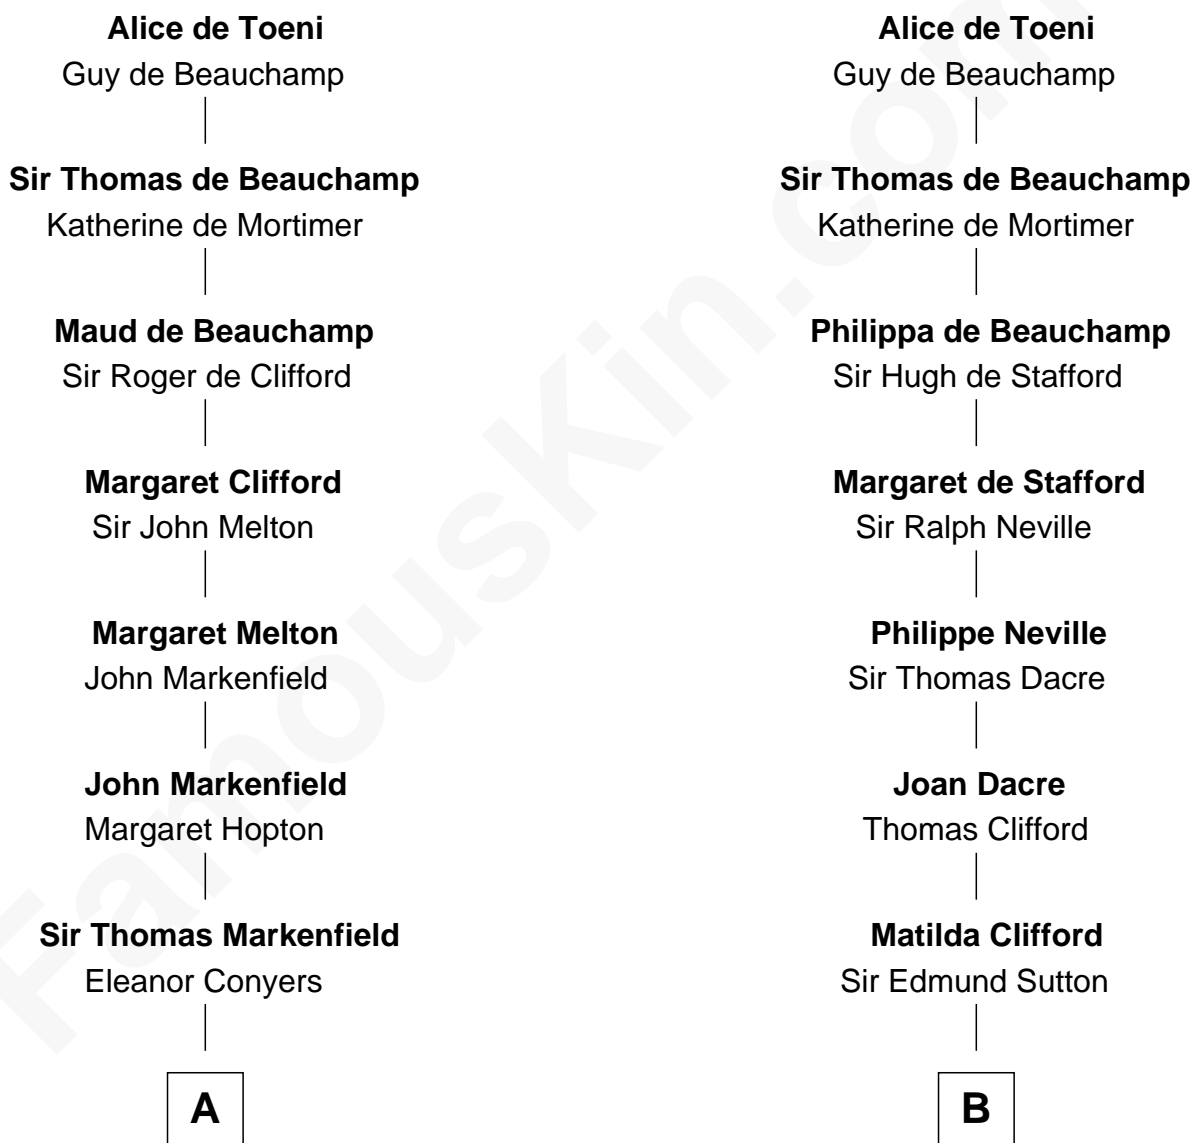 Alice de Toeni
Guy de Beauchamp
Sir Thomas de Beauchamp
Katherine de Mortimer
Maud de Beauchamp
Sir Roger de Clifford
Margaret Clifford
Sir John Melton
Margaret Melton
John Markenfield
John Markenfield
Margaret Hopton
Sir Thomas Markenfield
Eleanor Conyers
A
Alice de Toeni
Guy de Beauchamp
Sir Thomas de Beauchamp
Katherine de Mortimer
Philippa de Beauchamp
Sir Hugh de Stafford
Margaret de Stafford
Sir Ralph Neville
Philippe Neville
Sir Thomas Dacre
Joan Dacre
Thomas Clifford
Matilda Clifford
Sir Edmund Sutton
B
FamousKin.com